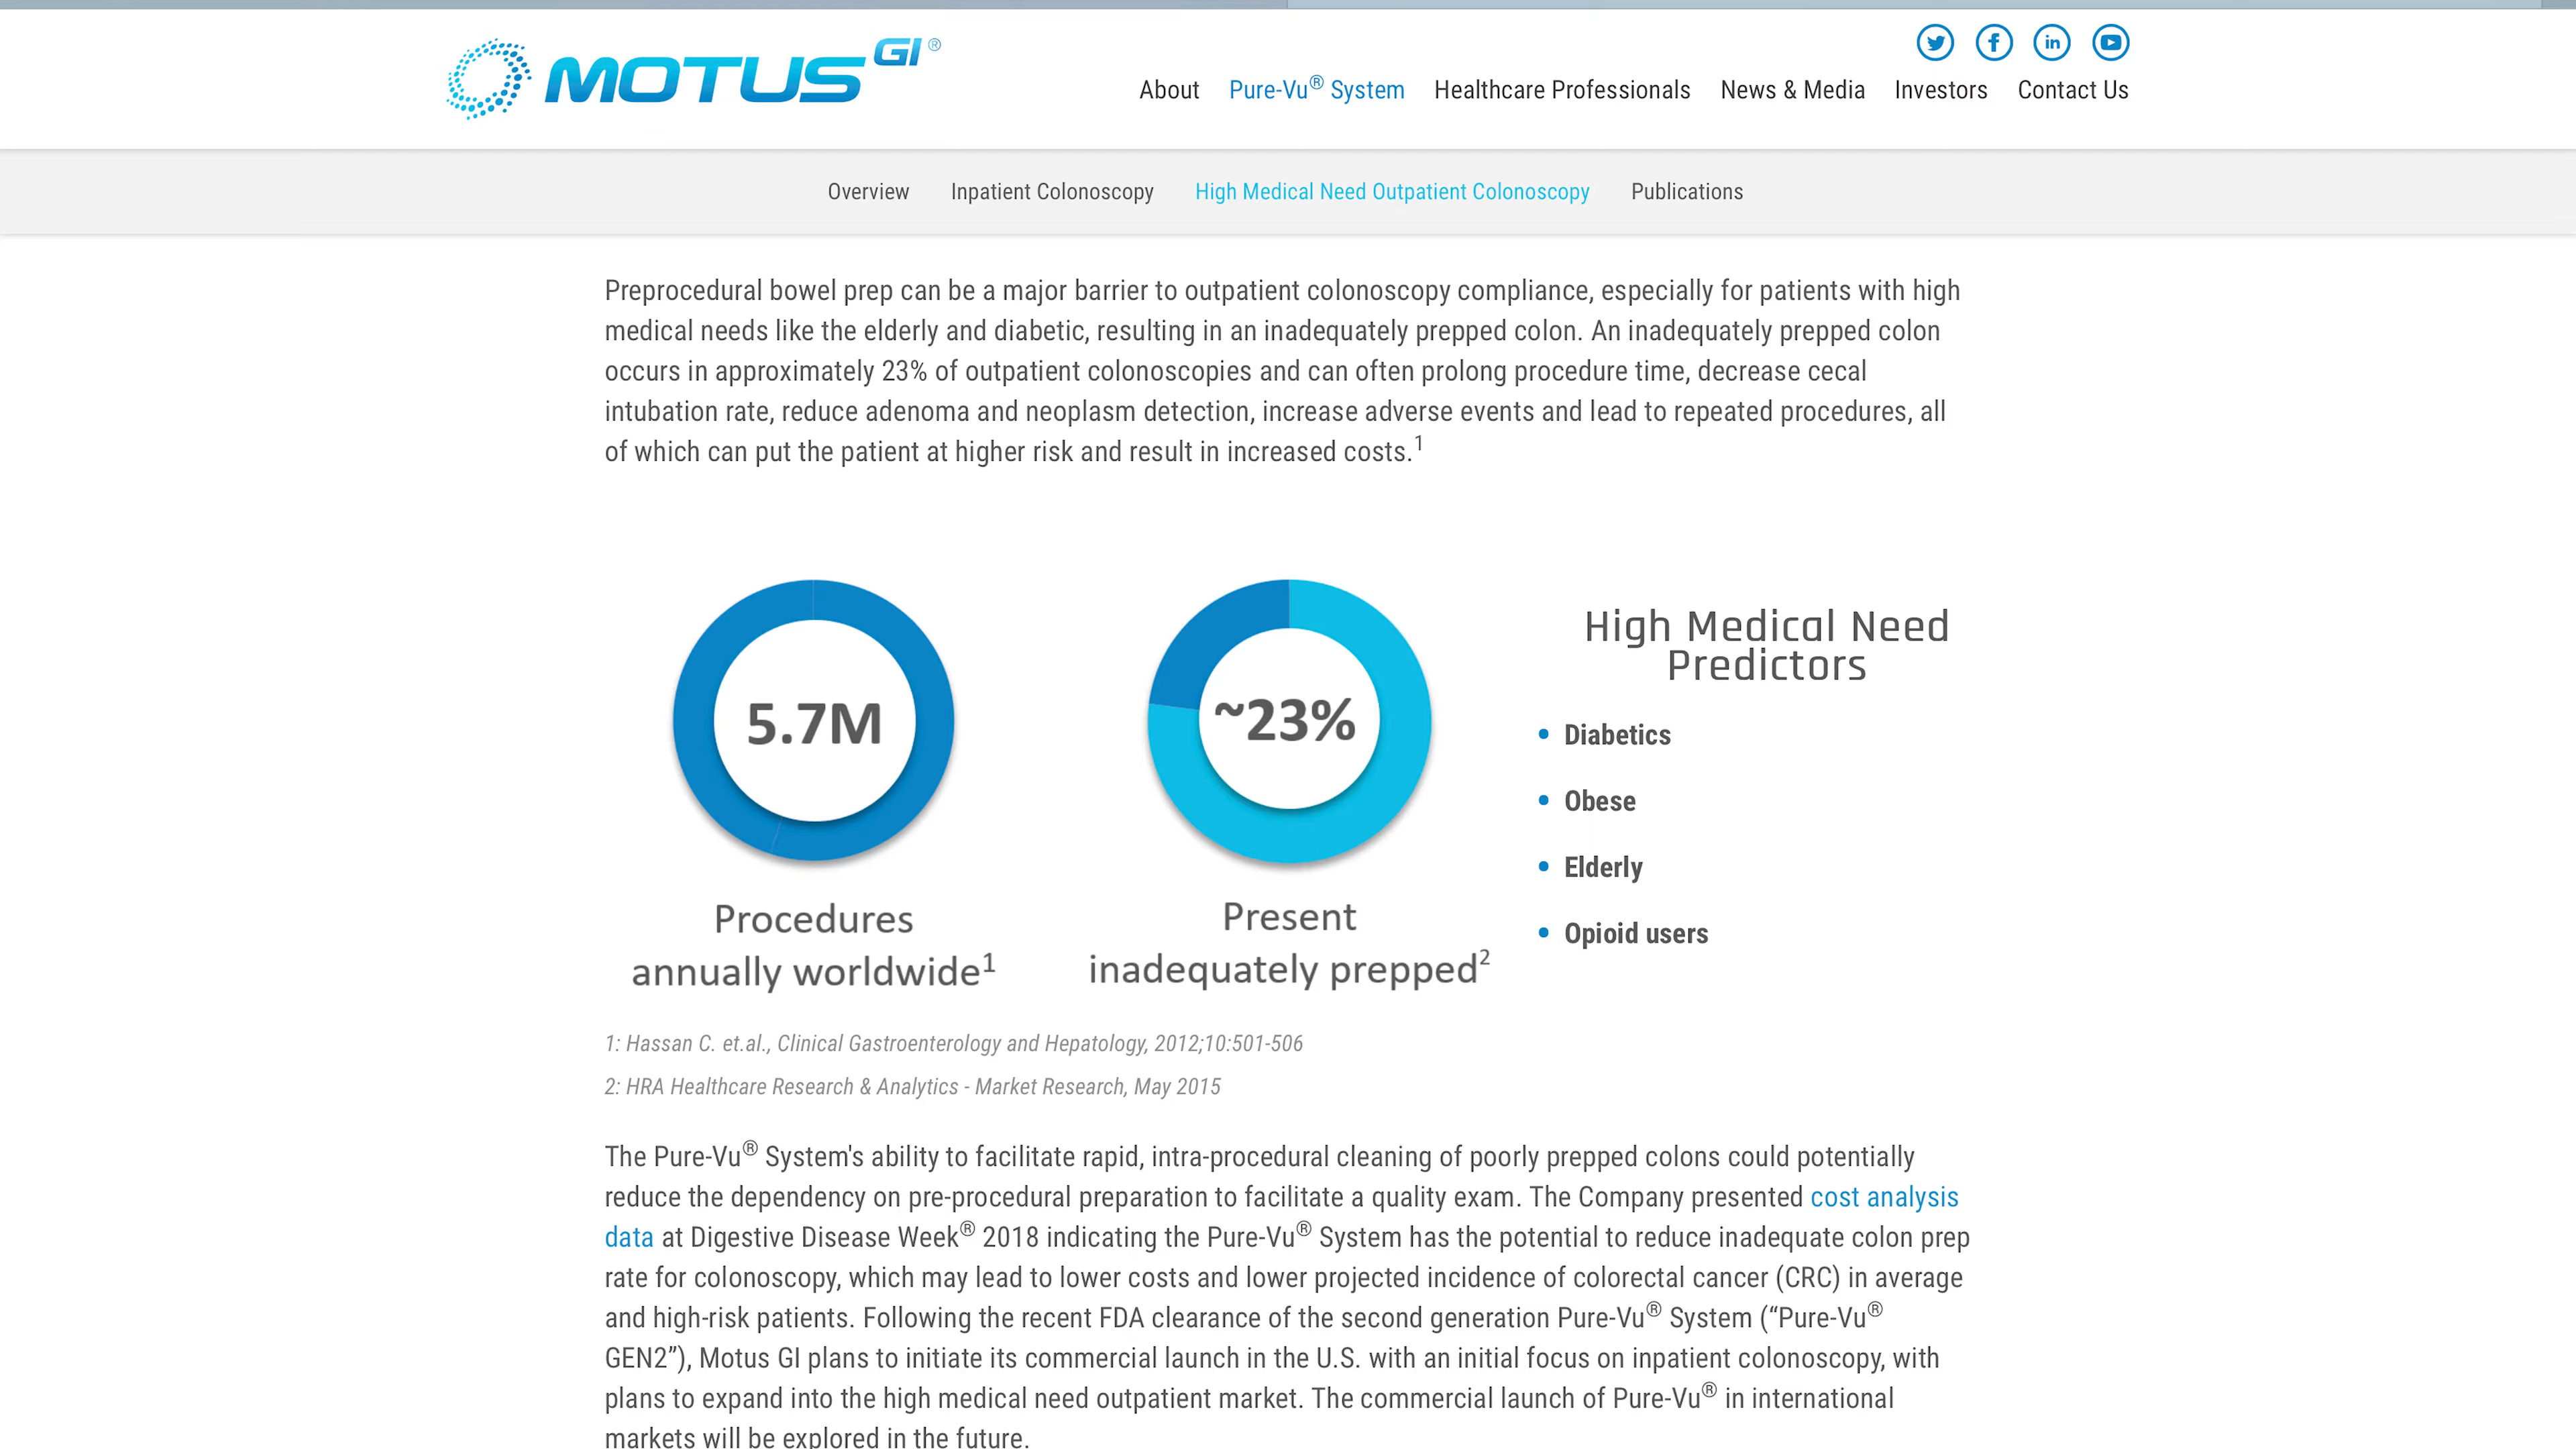 MOTUS GI ®
About Pure-Vu® System Healthcare Professionals News & Media Investors Contact Us
Overview Inpatient Colonoscopy High Medical Need Outpatient Colonoscopy Publications
Preprocedural bowel prep can be a major barrier to outpatient colonoscopy compliance, especially for patients with high
medical needs like the elderly and diabetic, resulting in an inadequately prepped colon. An inadequately prepped colon
occurs in approximately 23% of outpatient colonoscopies and can often prolong procedure time, decrease cecal
intubation rate, reduce adenoma and neoplasm detection, increase adverse events and lead to repeated procedures, all
of which can put the patient at higher risk and result in increased costs.1
5.7M
Procedures
annually worldwide1
~23%
Present
inadequately prepped2
High Medical Need
Predictors
• Diabetics
• Obese
• Elderly
• Opioid users
1: Hassan C. et.al., Clinical Gastroenterology and Hepatology, 2012;10:501-506
2: HRA Healthcare Research & Analytics - Market Research, May 2015
The Pure-Vu® System's ability to facilitate rapid, intra-procedural cleaning of poorly prepped colons could potentially
reduce the dependency on pre-procedural preparation to facilitate a quality exam. The Company presented cost analysis
data at Digestive Disease Week® 2018 indicating the Pure-Vu® System has the potential to reduce inadequate colon prep
rate for colonoscopy, which may lead to lower costs and lower projected incidence of colorectal cancer (CRC) in average
and high-risk patients. Following the recent FDA clearance of the second generation Pure-Vu® System (“Pure-Vu®
GEN2”), Motus GI plans to initiate its commercial launch in the U.S. with an initial focus on inpatient colonoscopy, with
plans to expand into the high medical need outpatient market. The commercial launch of Pure-Vu® in international
markets will be explored in the future.